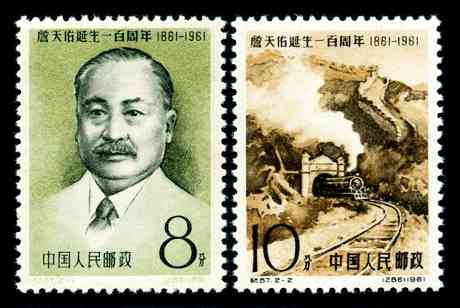 詹天佑诞生一百周年 1861-1961
8分
中国人民邮政
詹天佑诞生一百周年 1861-1961
10分
中国人民邮政
纪87.2-2
(288)1961